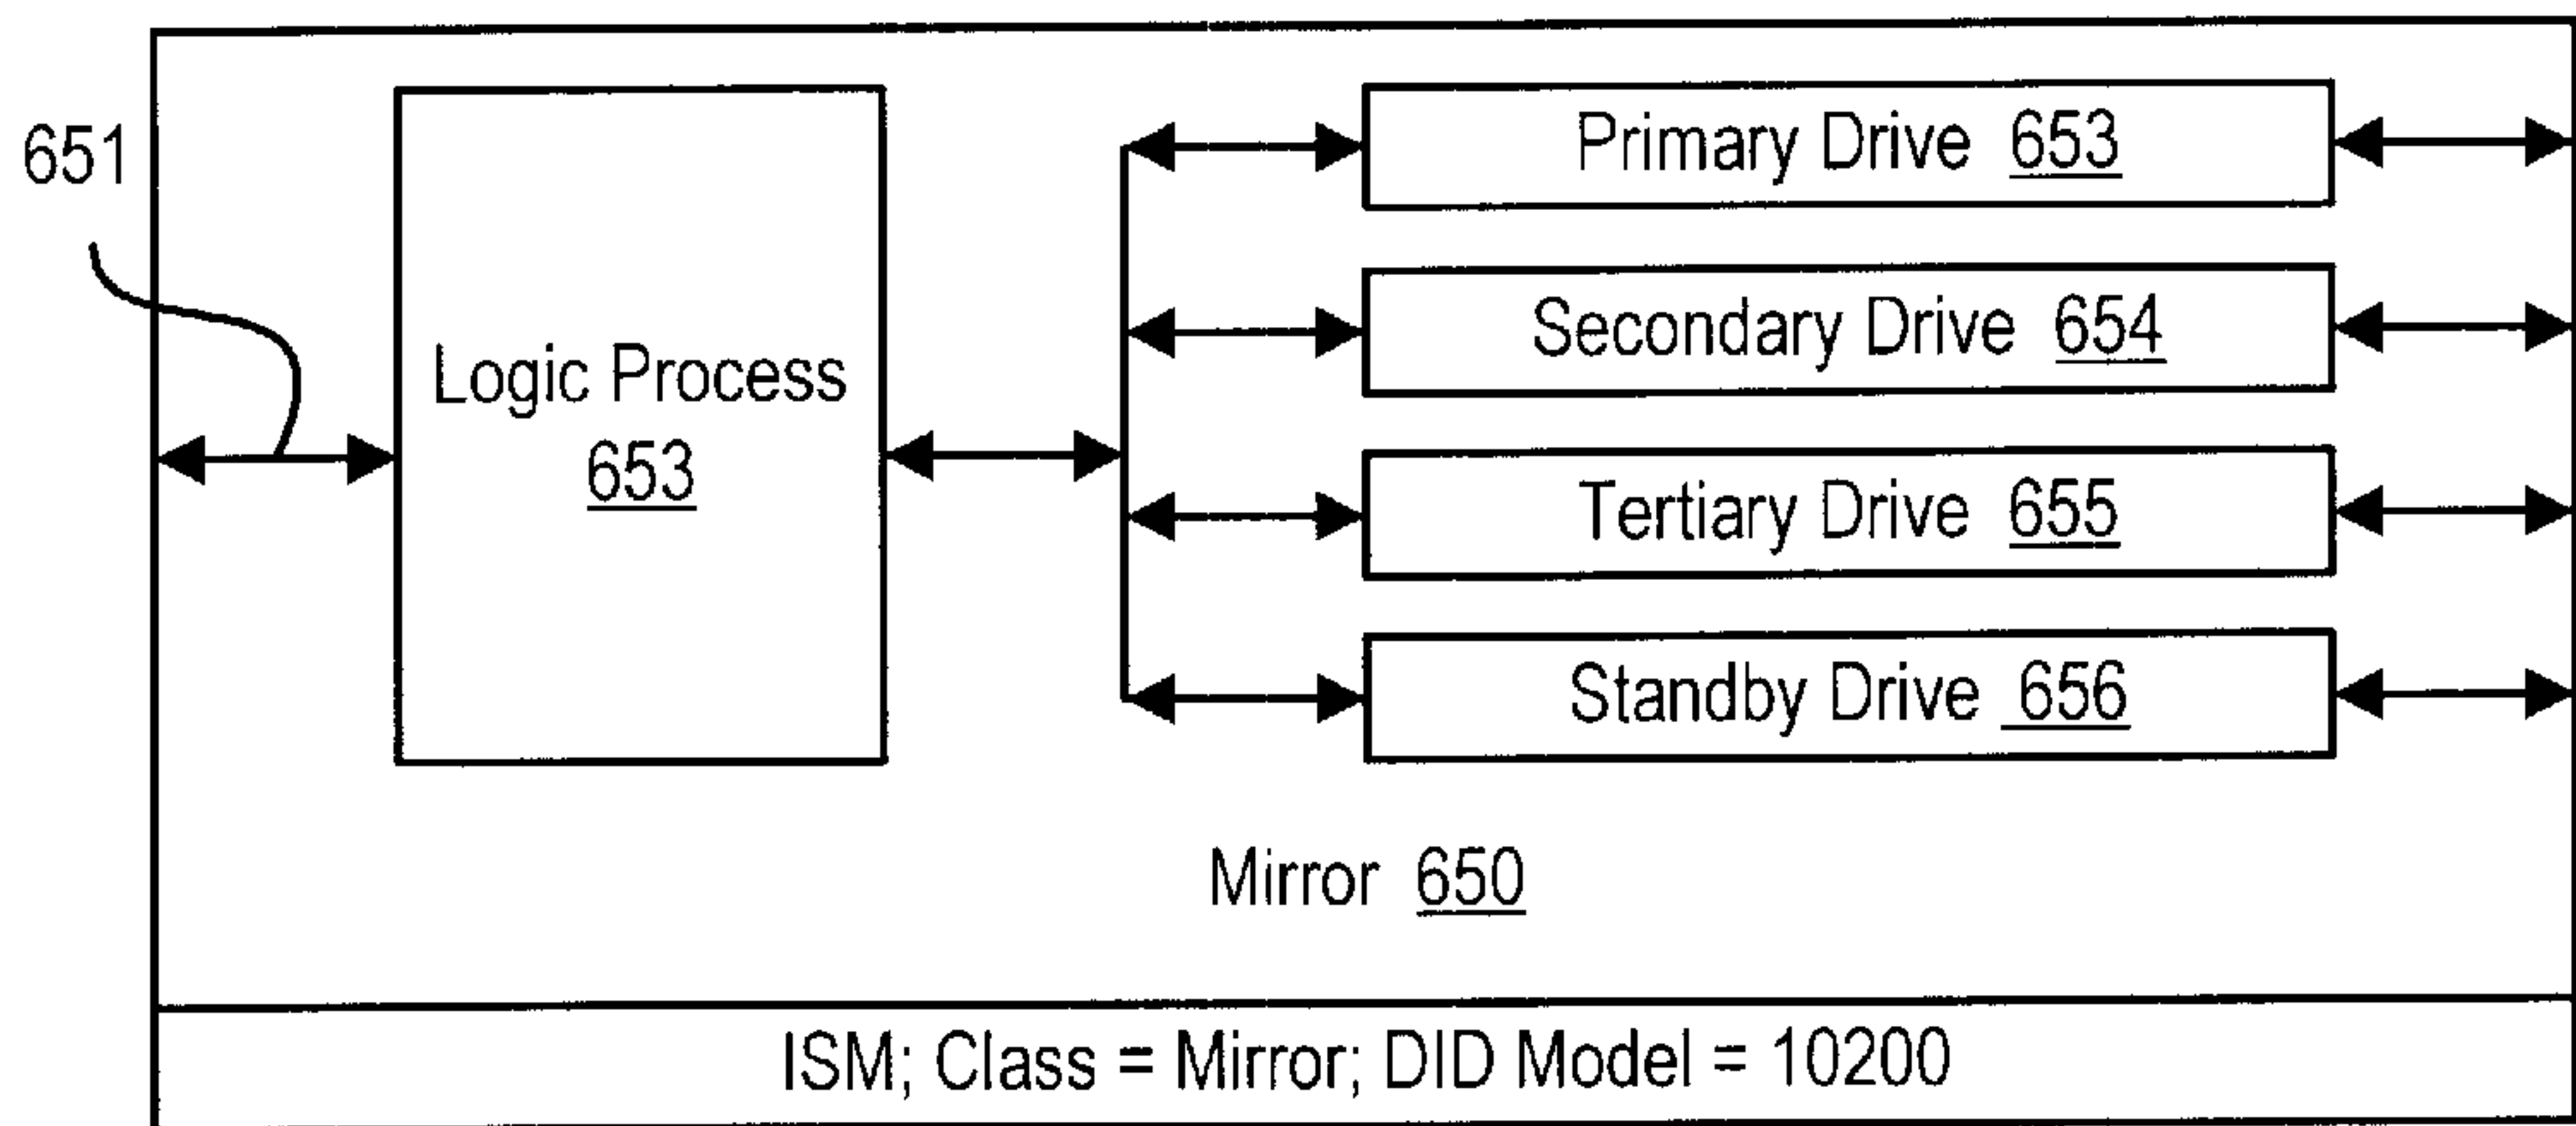 651
Logic Process
653
Primary Drive 653
Secondary Drive 654
Tertiary Drive 655
Standby Drive 656
Mirror 650
ISM; Class = Mirror; DID Model = 10200